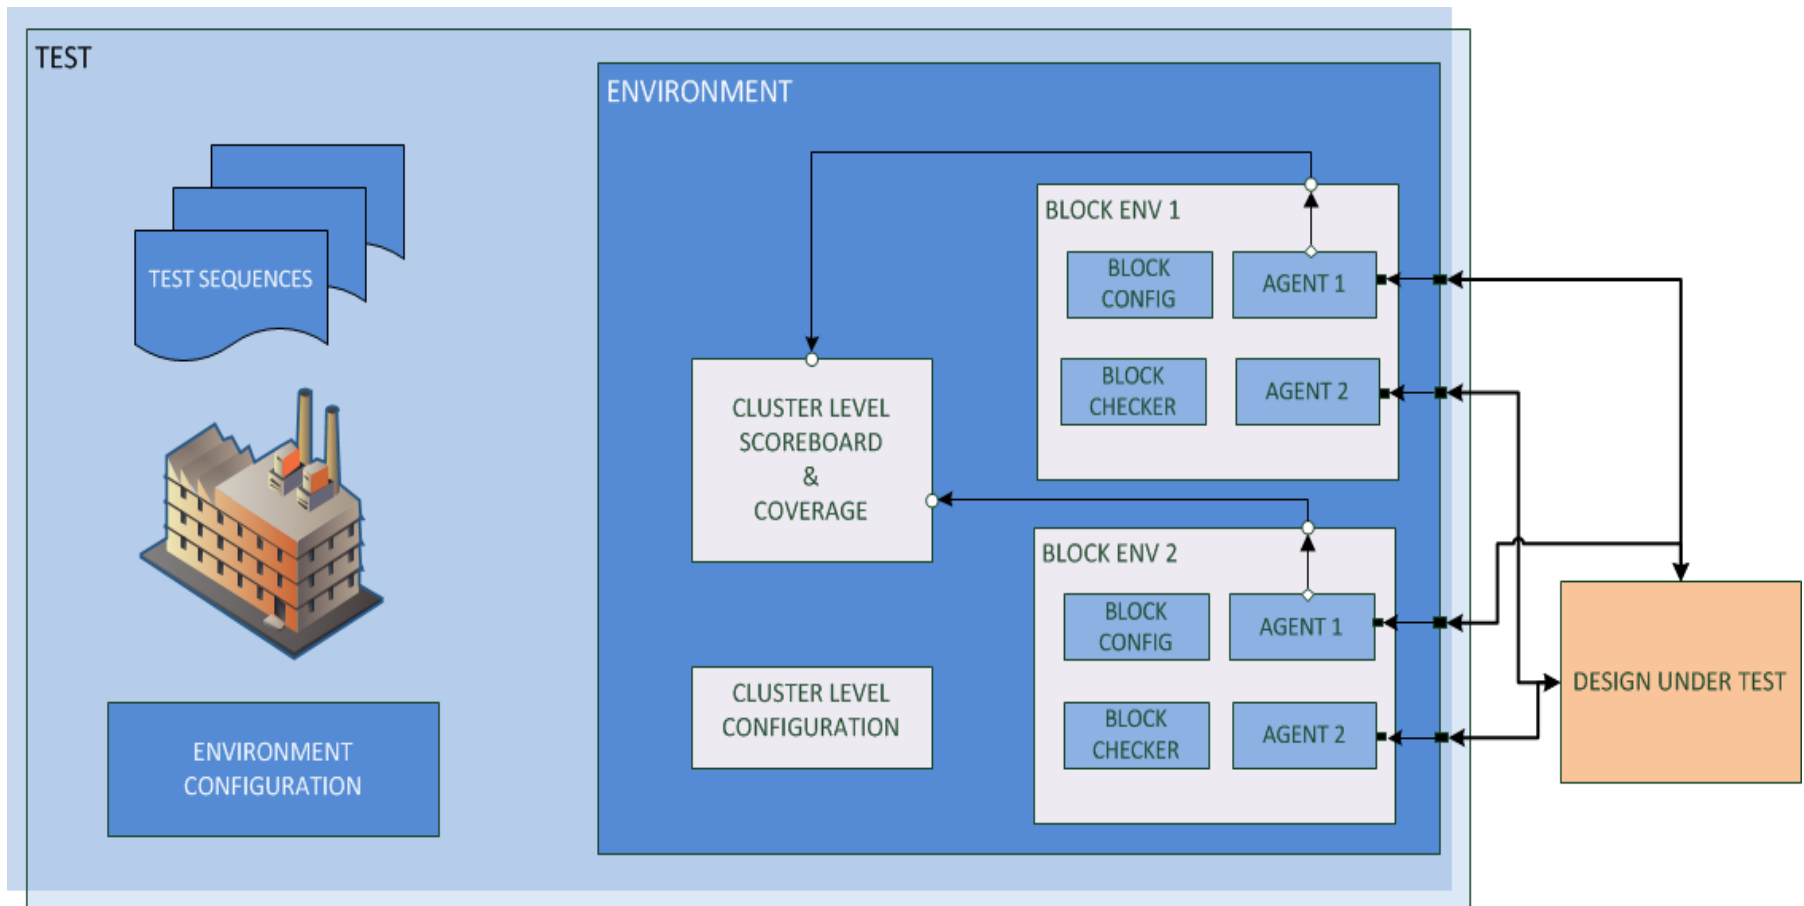 TEST
ENVIRONMENT
TEST SEQUENCES
ENVIRONMENT
CONFIGURATION
CLUSTER LEVEL
SCOREBOARD
&
COVERAGE
CLUSTER LEVEL
CONFIGURATION
BLOCK ENV 1
BLOCK
CONFIG
AGENT 1
BLOCK
CHECKER
AGENT 2
BLOCK ENV 2
BLOCK
CONFIG
AGENT 1
BLOCK
CHECKER
AGENT 2
DESIGN UNDER TEST